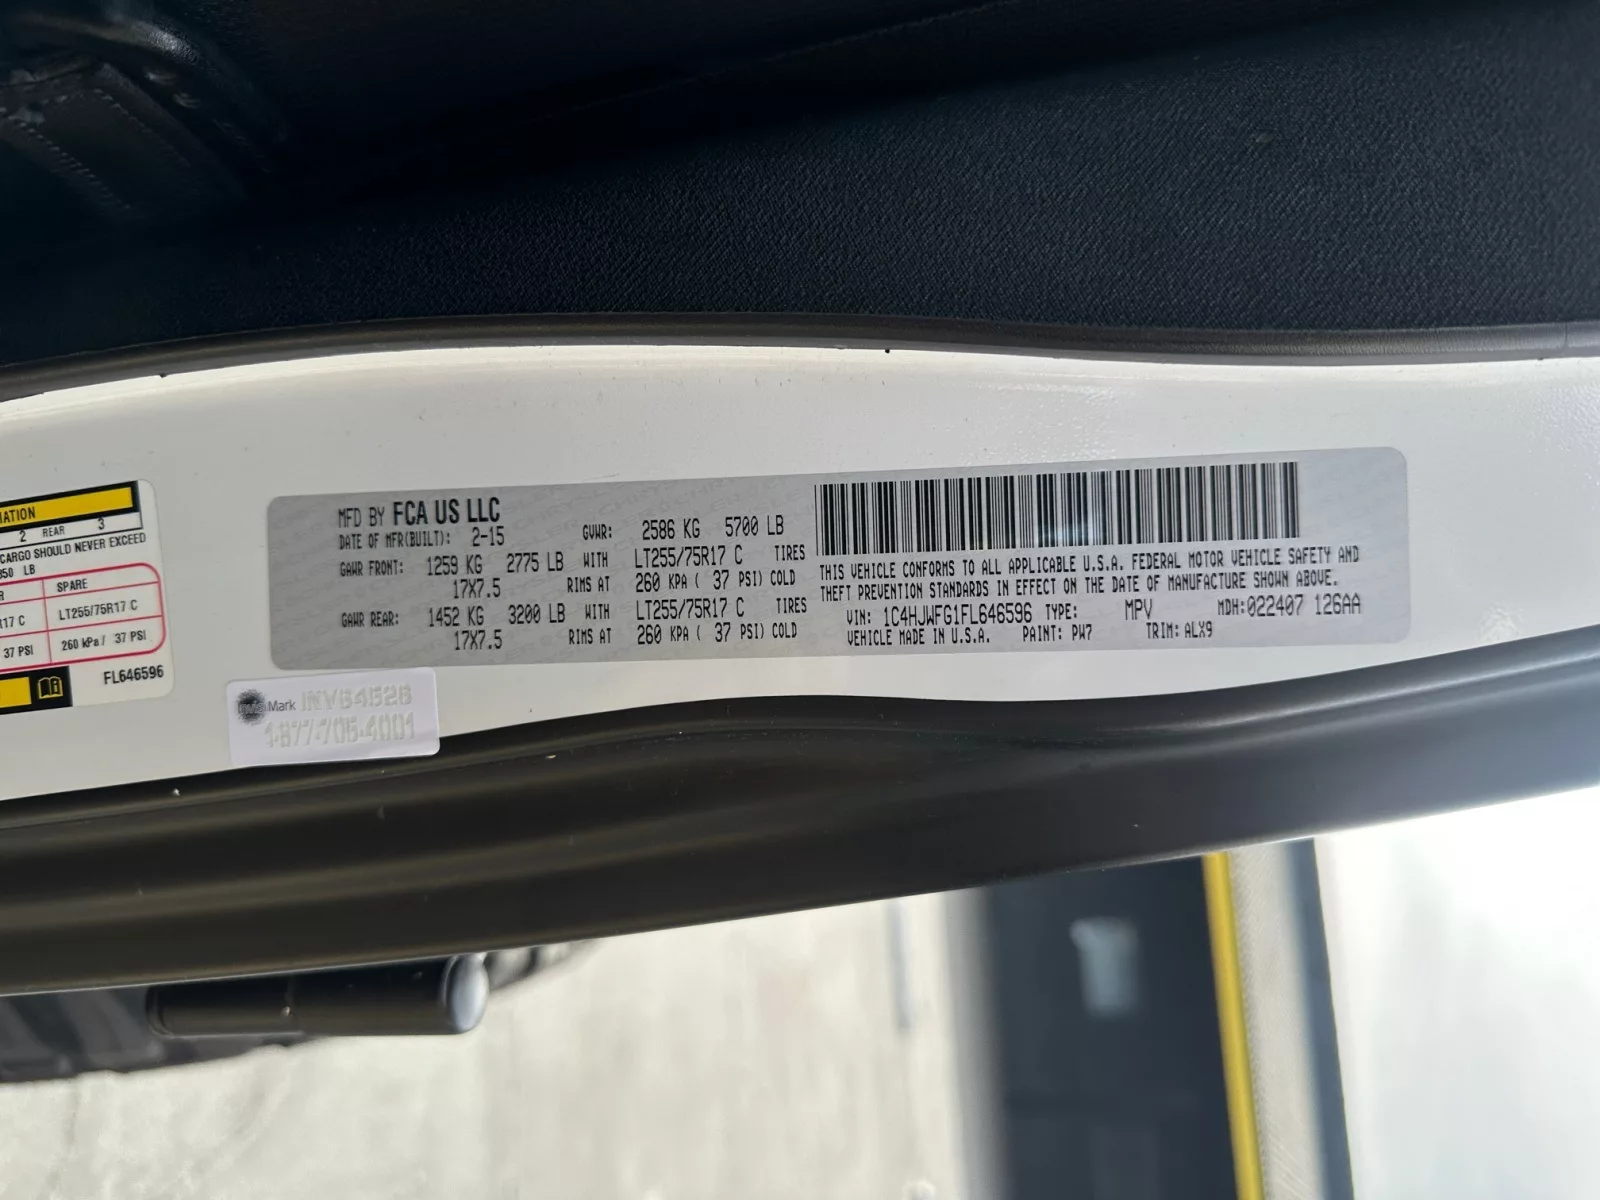 MATION
2 REAR 3
CARGO SHOULD NEVER EXCEED
850 LB
R SPARE
R17 C LT255/75R17 C
37 PSI 260 kPa / 37 PSI
FL646596
MFD BY FCA US LLC
DATE OF MFR(BUILT): 2-15 GVWR: 2586 KG 5700 LB
GAWR FRONT: 1259 KG 2775 LB WITH LT255/75R17 C TIRES
17X7.5 RIMS AT 260 KPA ( 37 PSI) COLD
GAWR REAR: 1452 KG 3200 LB WITH LT255/75R17 C TIRES
17X7.5 RIMS AT 260 KPA ( 37 PSI) COLD
THIS VEHICLE CONFORMS TO ALL APPLICABLE U.S.A. FEDERAL MOTOR VEHICLE SAFETY AND
THEFT PREVENTION STANDARDS IN EFFECT ON THE DATE OF MANUFACTURE SHOWN ABOVE.
VIN: 1C4HJWFG1FL646596 TYPE: MPV MDH:022407 126AA
VEHICLE MADE IN U.S.A. PAINT: PW7 TRIM: ALX9
Mark
1-877-705-4001